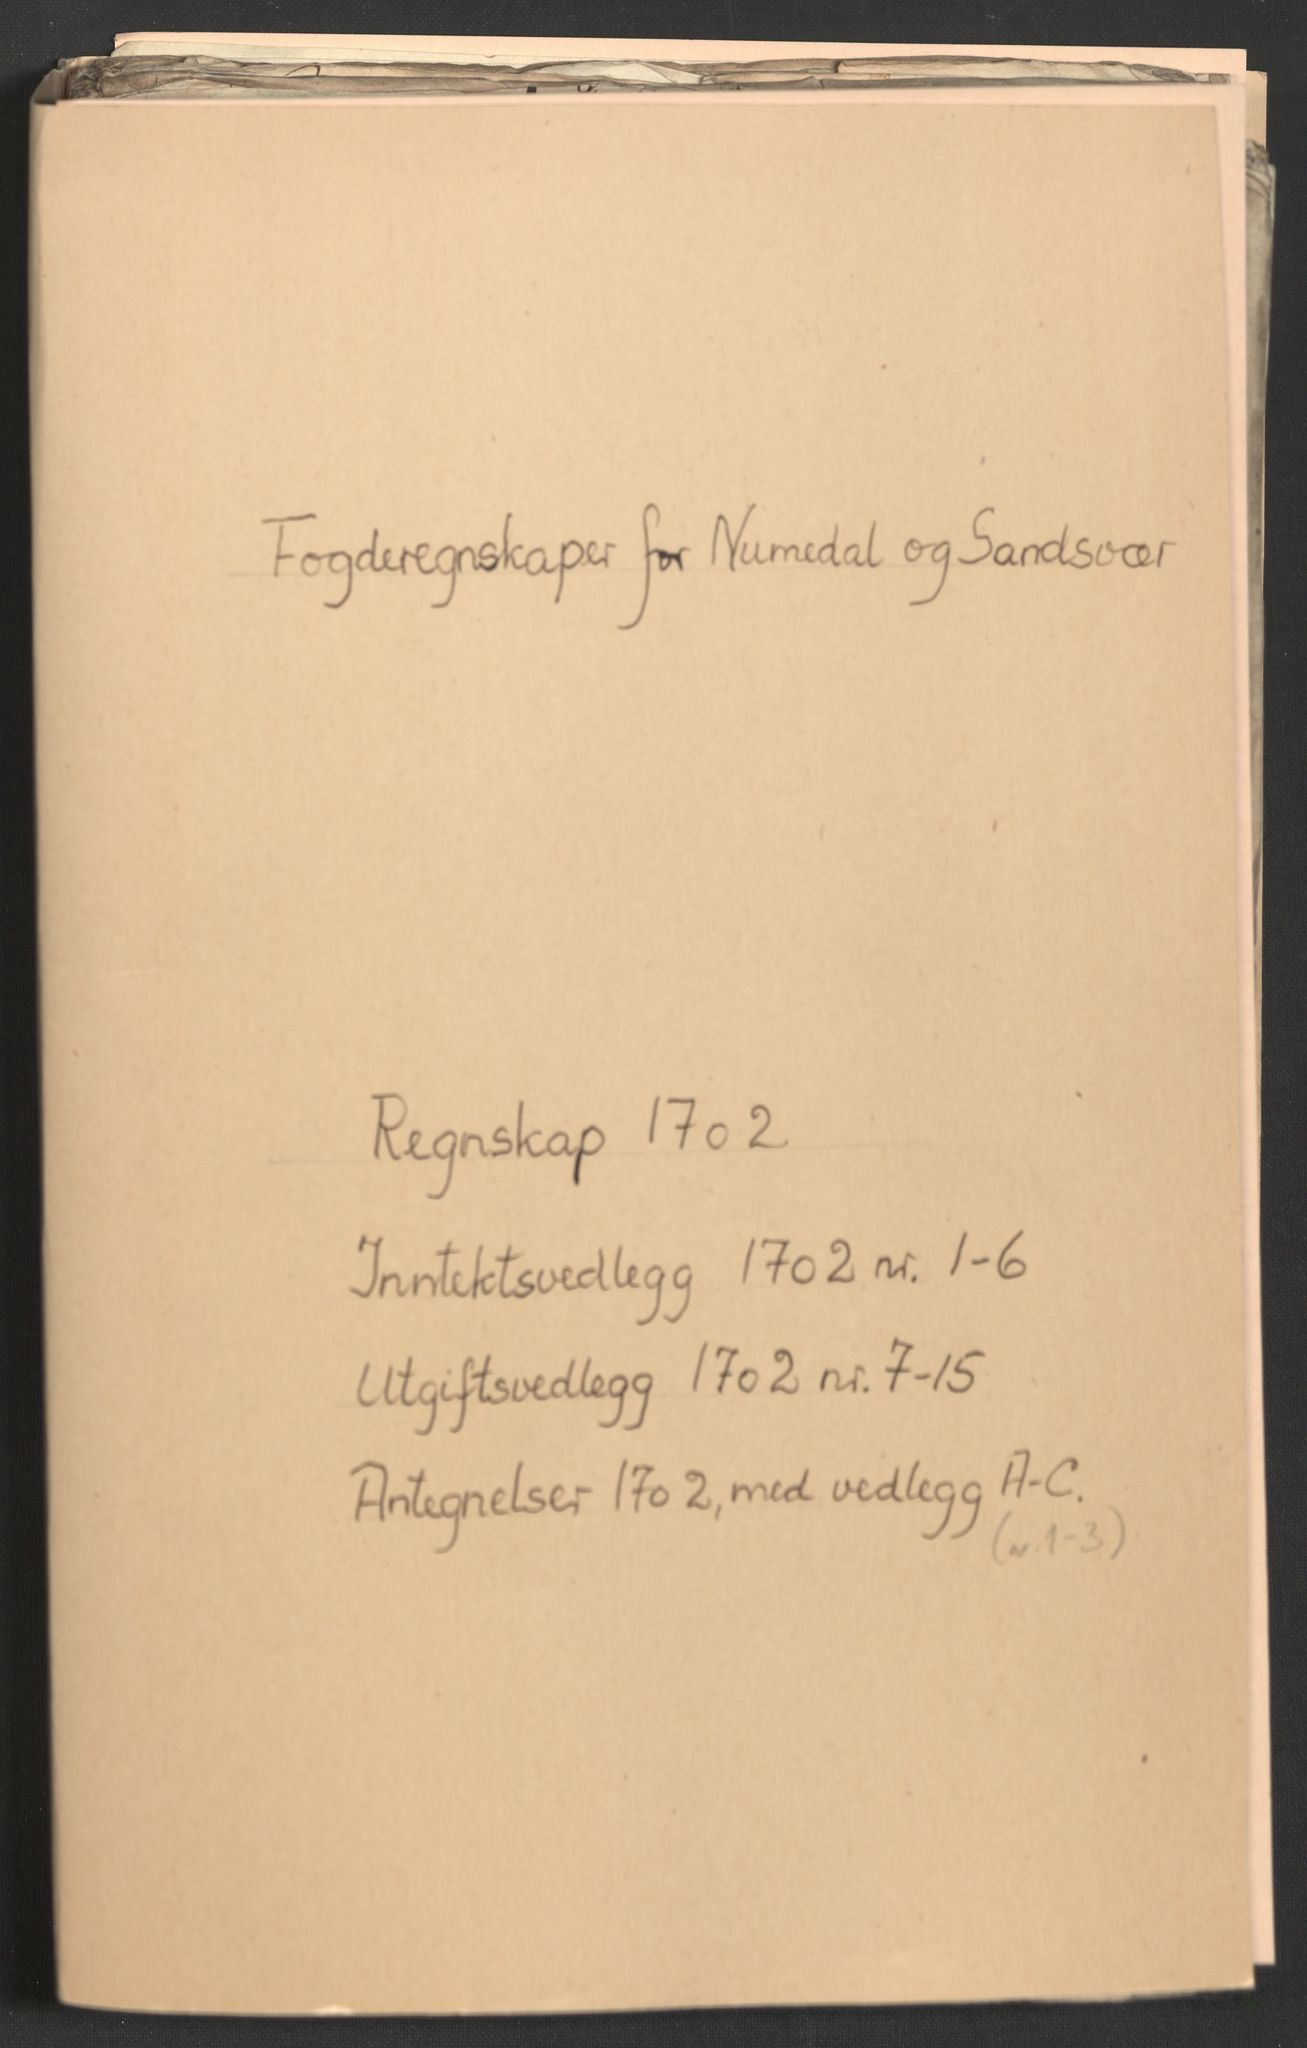 Fogderegnskaper for Numedal og Sandsvær
Regnskap 1702
Inntektsvedlegg 1702 nr. 1-6
Utgiftsvedlegg 1702 nr. 7-15
Antegnelser 1702, med vedlegg A-C.
(nr. 1-3)